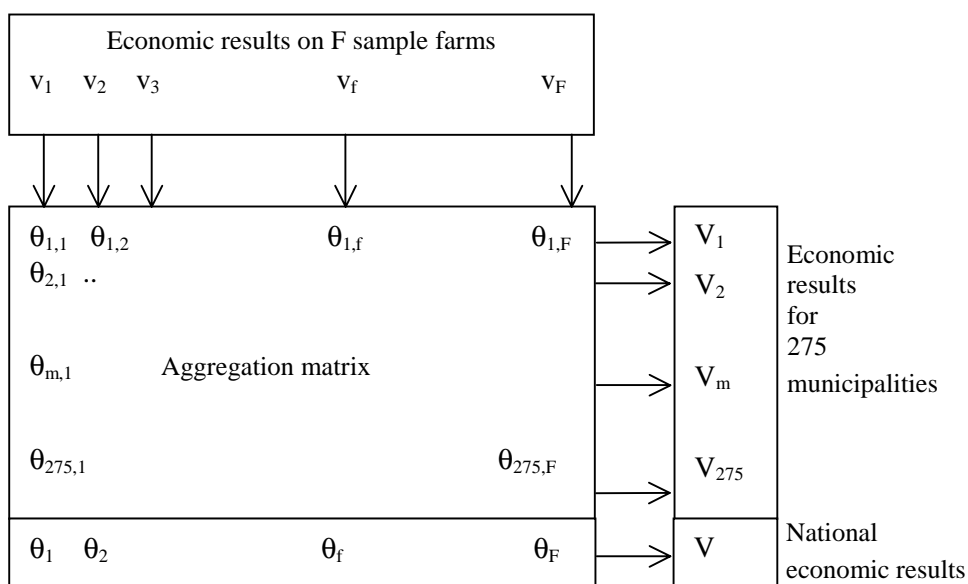 Economic results on F sample farms
v₁ v₂ v₃ v_f v_F
θ₁,₁ θ₁,₂ θ₁,f θ₁,F V₁
θ₂,₁ .. V₂
Economic
results
for
275
municipalities
θm,₁ Aggregation matrix Vm
θ₂₇₅,₁ θ₂₇₅,F V₂₇₅
θ₁ θ₂ θf θF V
National
economic results